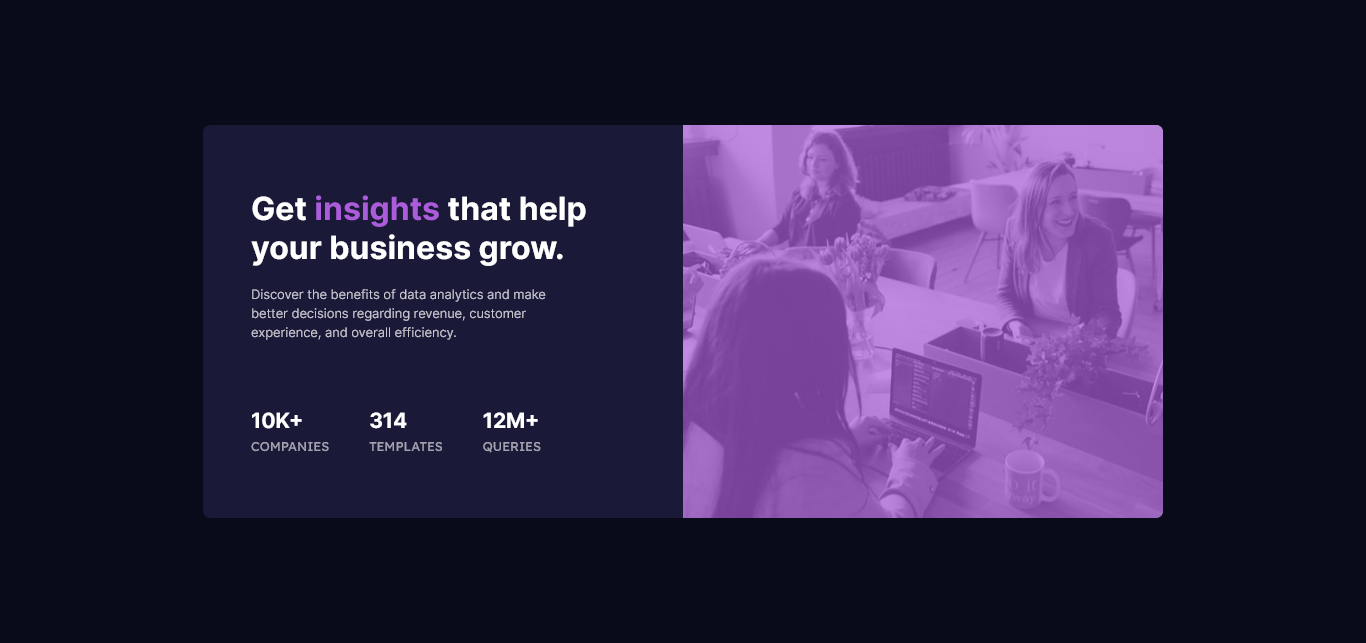 Get insights that help
your business grow.
Discover the benefits of data analytics and make
better decisions regarding revenue, customer
experience, and overall efficiency.
10K+ 314 12M+
COMPANIES TEMPLATES QUERIES